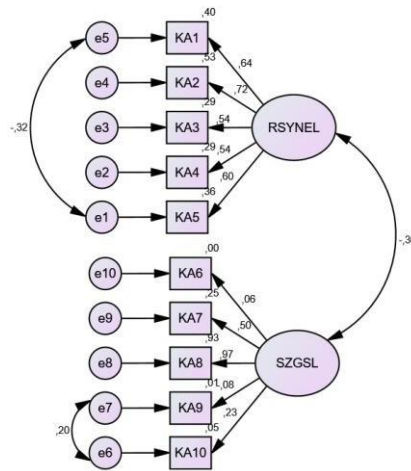 ,40
e5 KA1
,53
,64
e4 KA2
,72
,29
e3 KA3 ,54 RSYNEL
-,32
,29
e2 KA4 ,54
,60
,36
e1 KA5
-,3
,00
e10 KA6
,06
,25
e9 KA7
,50
,93
e8 KA8 ,97 SZGSL
,01 ,08
e7 KA9
,23
,20
,05
e6 KA10